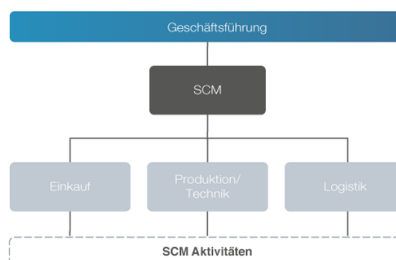 Geschäftsführung
SCM
Einkauf
Produktion/
Technik
Logistik
SCM Aktivitäten